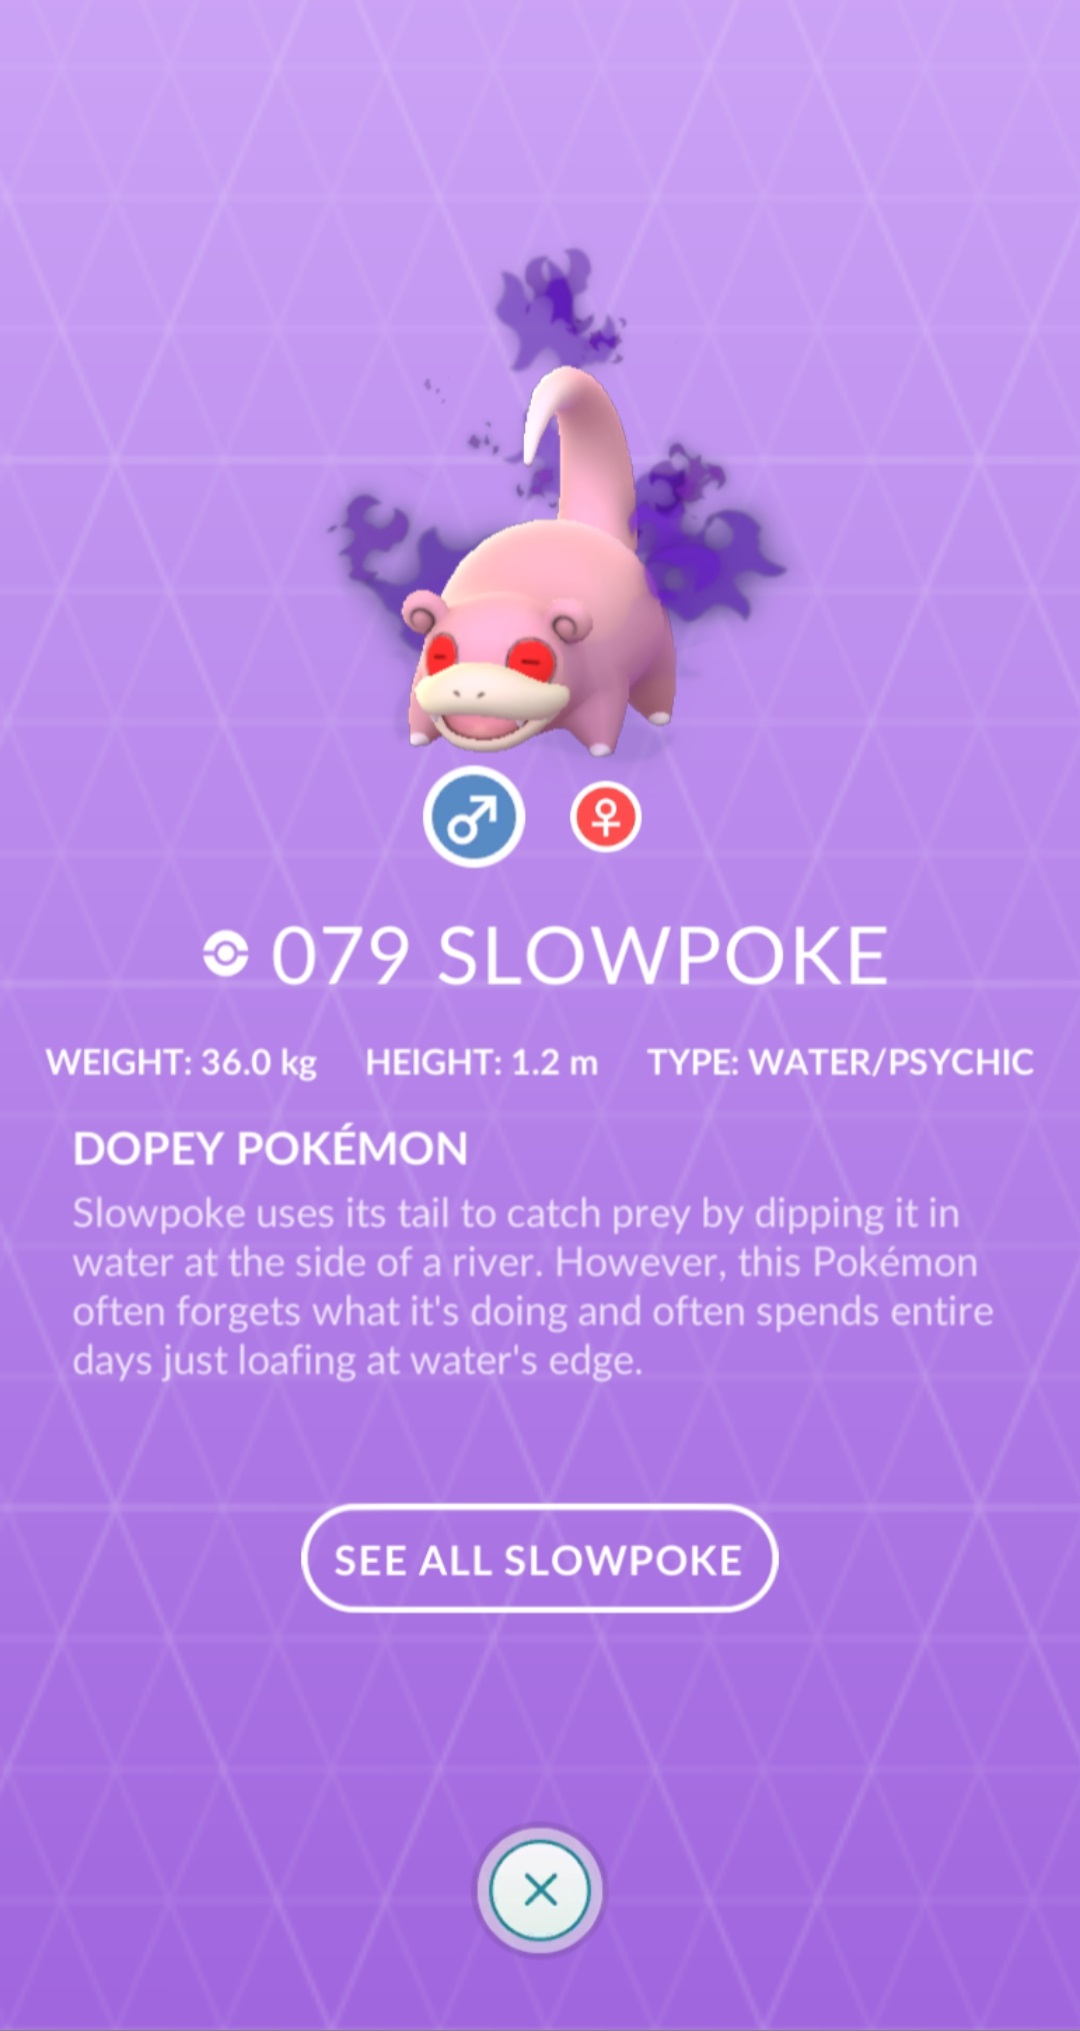 079 SLOWPOKE
WEIGHT: 36.0 kg HEIGHT: 1.2 m TYPE: WATER/PSYCHIC
DOPEY POKÉMON
Slowpoke uses its tail to catch prey by dipping it in
water at the side of a river. However, this Pokémon
often forgets what it's doing and often spends entire
days just loafing at water's edge.
SEE ALL SLOWPOKE